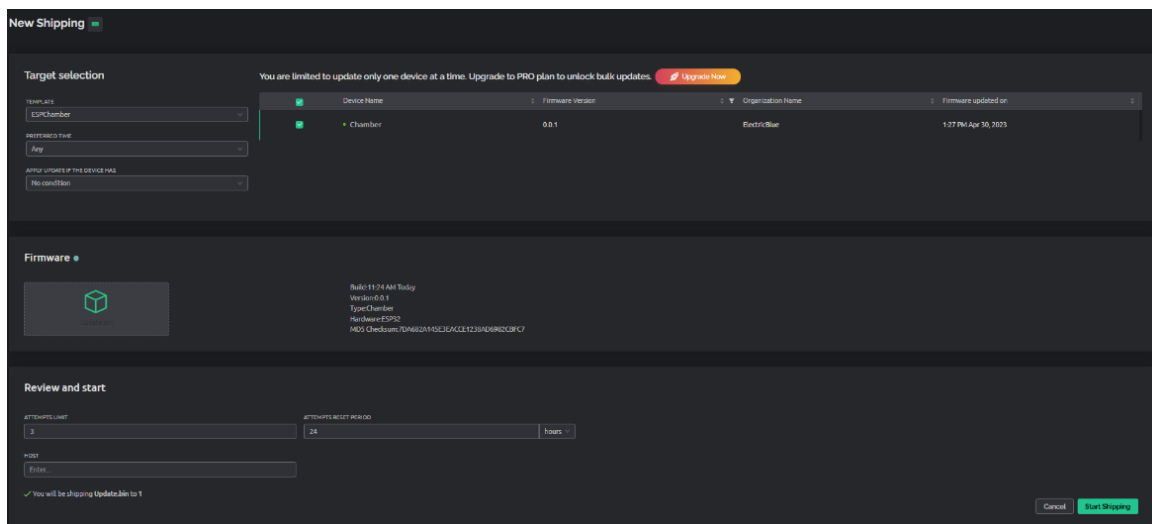 New Shipping
Target selection
You are limited to update only one device at a time. Upgrade to PRO plan to unlock bulk updates.
Upgrade Now
TEMPLATE
ESPChamber
PREFERRED TIME
Any
APPLY UPDATE IF THE DEVICE HAS
No condition
Device Name Firmware Version Organization Name Firmware updated on
Chamber 0.0.1 ElectricBlue 1:27 PM Apr 30, 2023
Firmware
Build:11:24 AM Today
Version:0.0.1
Type:Chamber
Hardware:ESP32
MD5 Checksum:7DA682A145E3EACCE1238AD6982CBFC7
Review and start
ATTEMPTS LIMIT
3
ATTEMPTS RESET PERIOD
24 hours
HOST
Enter...
You will be shipping Update.bin to 1
Cancel
Start Shipping